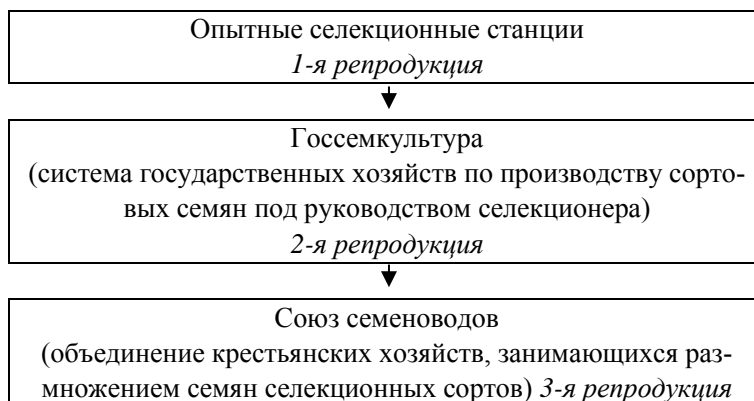 Опытные селекционные станции
1-я репродукция
Госсемкультура
(система государственных хозяйств по производству сорто-
вых семян под руководством селекционера)
2-я репродукция
Союз семеноводов
(объединение крестьянских хозяйств, занимающихся раз-
множением семян селекционных сортов) 3-я репродукция